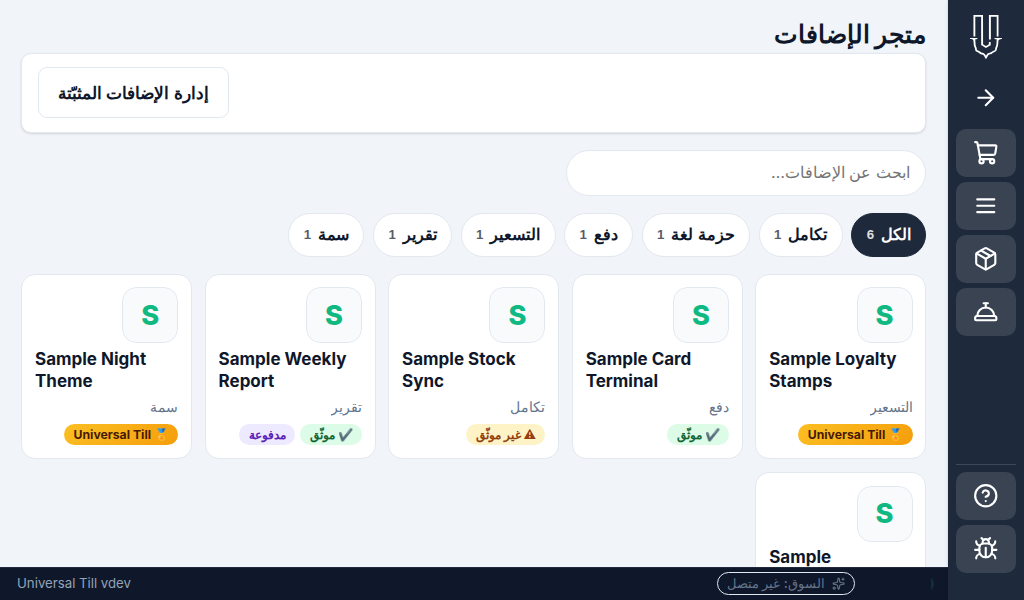 متجر الإضافات
إدارة الإضافات المثبّتة
ابحث عن الإضافات...
الكل 6
تكامل 1
حزمة لغة 1
دفع 1
التسعير 1
تقرير 1
سمة 1
S
Sample Loyalty
Stamps
التسعير
🏅 Universal Till
S
Sample Card
Terminal
دفع
✔ موثّق
S
Sample Stock
Sync
تكامل
⚠ غير موثّق
S
Sample Weekly
Report
تقرير
✔ موثّق
مدفوعة
S
Sample Night
Theme
سمة
🏅 Universal Till
S
Sample
السوق: غير متصل
Universal Till vdev